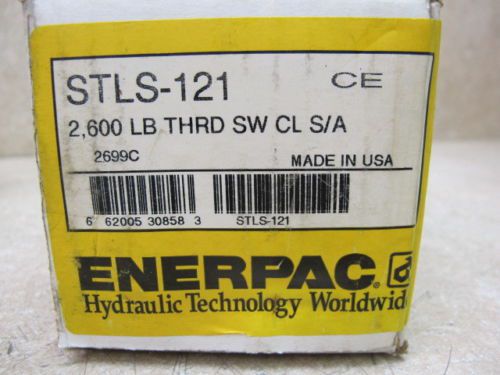 STLS-121 CE
2,600 LB THRD SW CL S/A
2699C MADE IN USA
6 62005 30858 3 STLS-121
ENERPAC®
Hydraulic Technology Worldwid